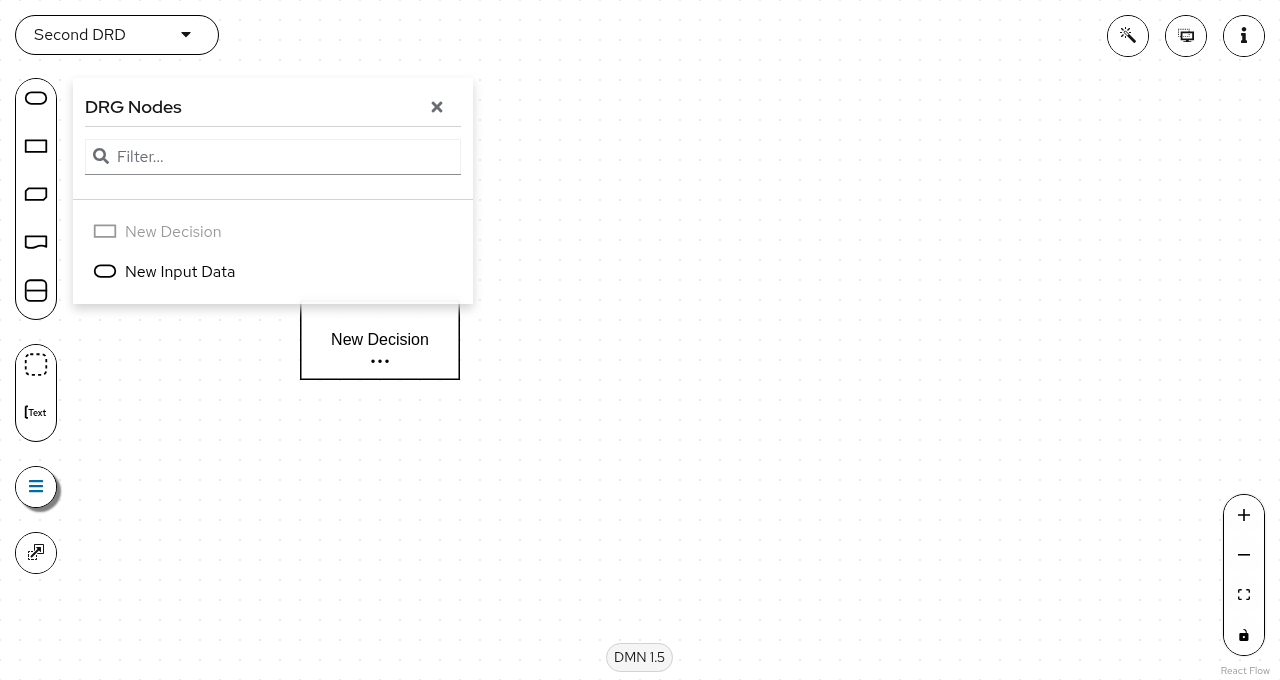 Second DRD
DRG Nodes
Filter...
New Decision
New Input Data
New Decision
...
Text
DMN 1.5
React Flow